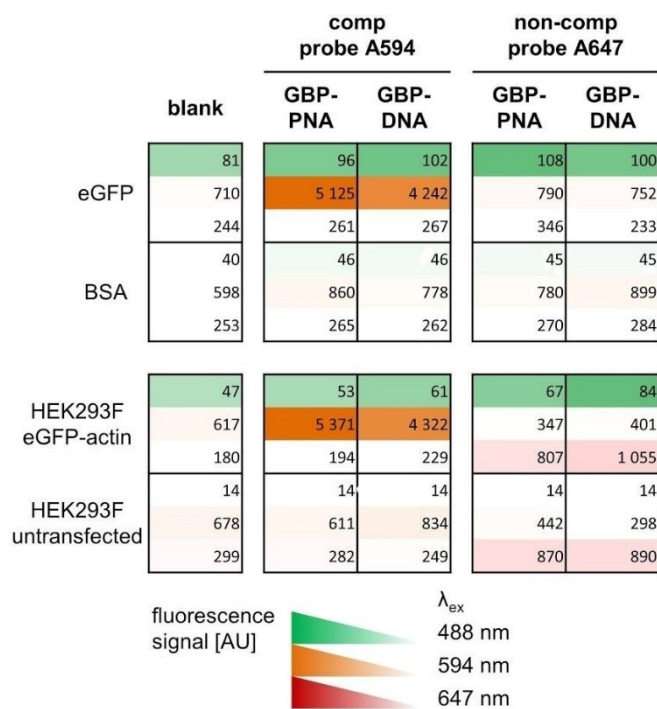 comp
probe A594
non-comp
probe A647
blank
GBP-
PNA
GBP-
DNA
GBP-
PNA
GBP-
DNA
eGFP
81 96 102 108 100
710 5 125 4 242 790 752
244 261 267 346 233
BSA
40 46 46 45 45
598 860 778 780 899
253 265 262 270 284
HEK293F
eGFP-actin
47 53 61 67 84
617 5 371 4 322 347 401
180 194 229 807 1 055
HEK293F
untransfected
14 14 14 14 14
678 611 834 442 298
299 282 249 870 890
fluorescence
signal [AU]
λex
488 nm
594 nm
647 nm